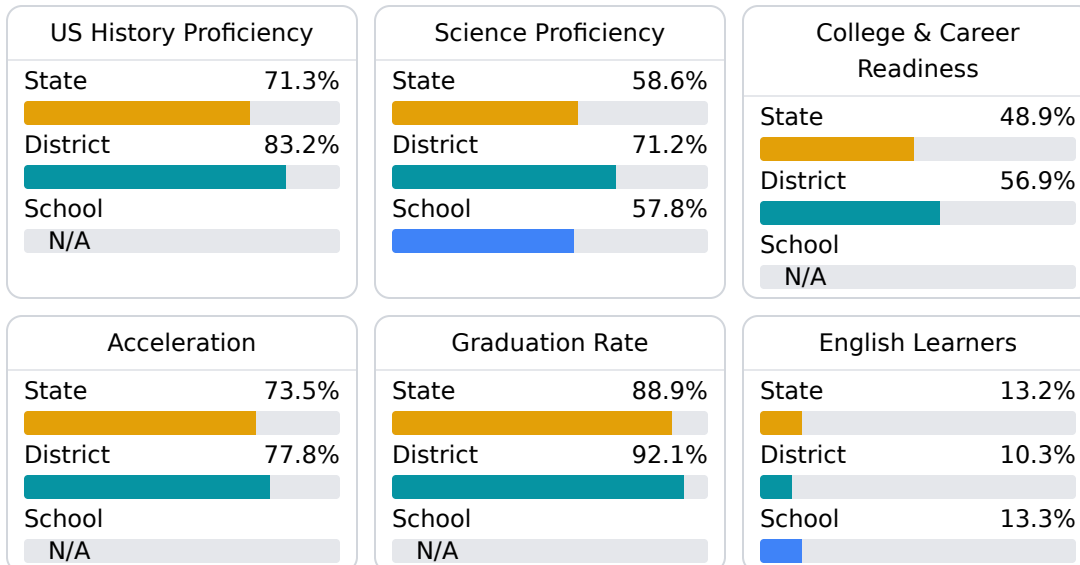 US History Proficiency
State 71.3%
District 83.2%
School
N/A
Science Proficiency
State 58.6%
District 71.2%
School 57.8%
College & Career
Readiness
State 48.9%
District 56.9%
School
N/A
Acceleration
State 73.5%
District 77.8%
School
N/A
Graduation Rate
State 88.9%
District 92.1%
School
N/A
English Learners
State 13.2%
District 10.3%
School 13.3%